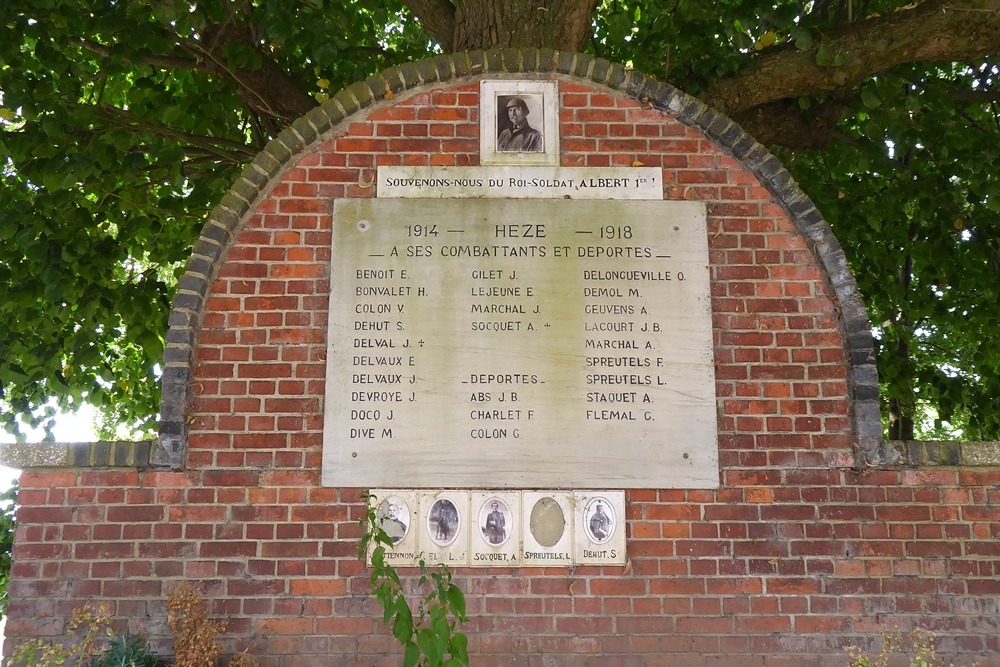 SOUVENONS-NOUS DU ROI-SOLDAT, ALBERT 1er !
1914 — HEZE — 1918
— A SES COMBATTANTS ET DEPORTES —
BENOIT E.
BONVALET H.
COLON V.
DEHUT S.
DELVAL J. +
DELVAUX E
DELVAUX J.
DEVROYE J.
DOCQ J.
DIVE M
GILET J.
LEJEUNE E.
MARCHAL J.
SOCQUET A. +
- DEPORTES -
ABS J.B.
CHARLET F.
COLON G
DELONGUEVILLE O.
DEMOL M.
GEUVENS A.
LACOURT J.B.
MARCHAL A.
SPREUTELS F.
SPREUTELS L.
STAQUET A.
FLEMAL G.
SOCQUET, A
SPREUTELS, L
DEHUT, S